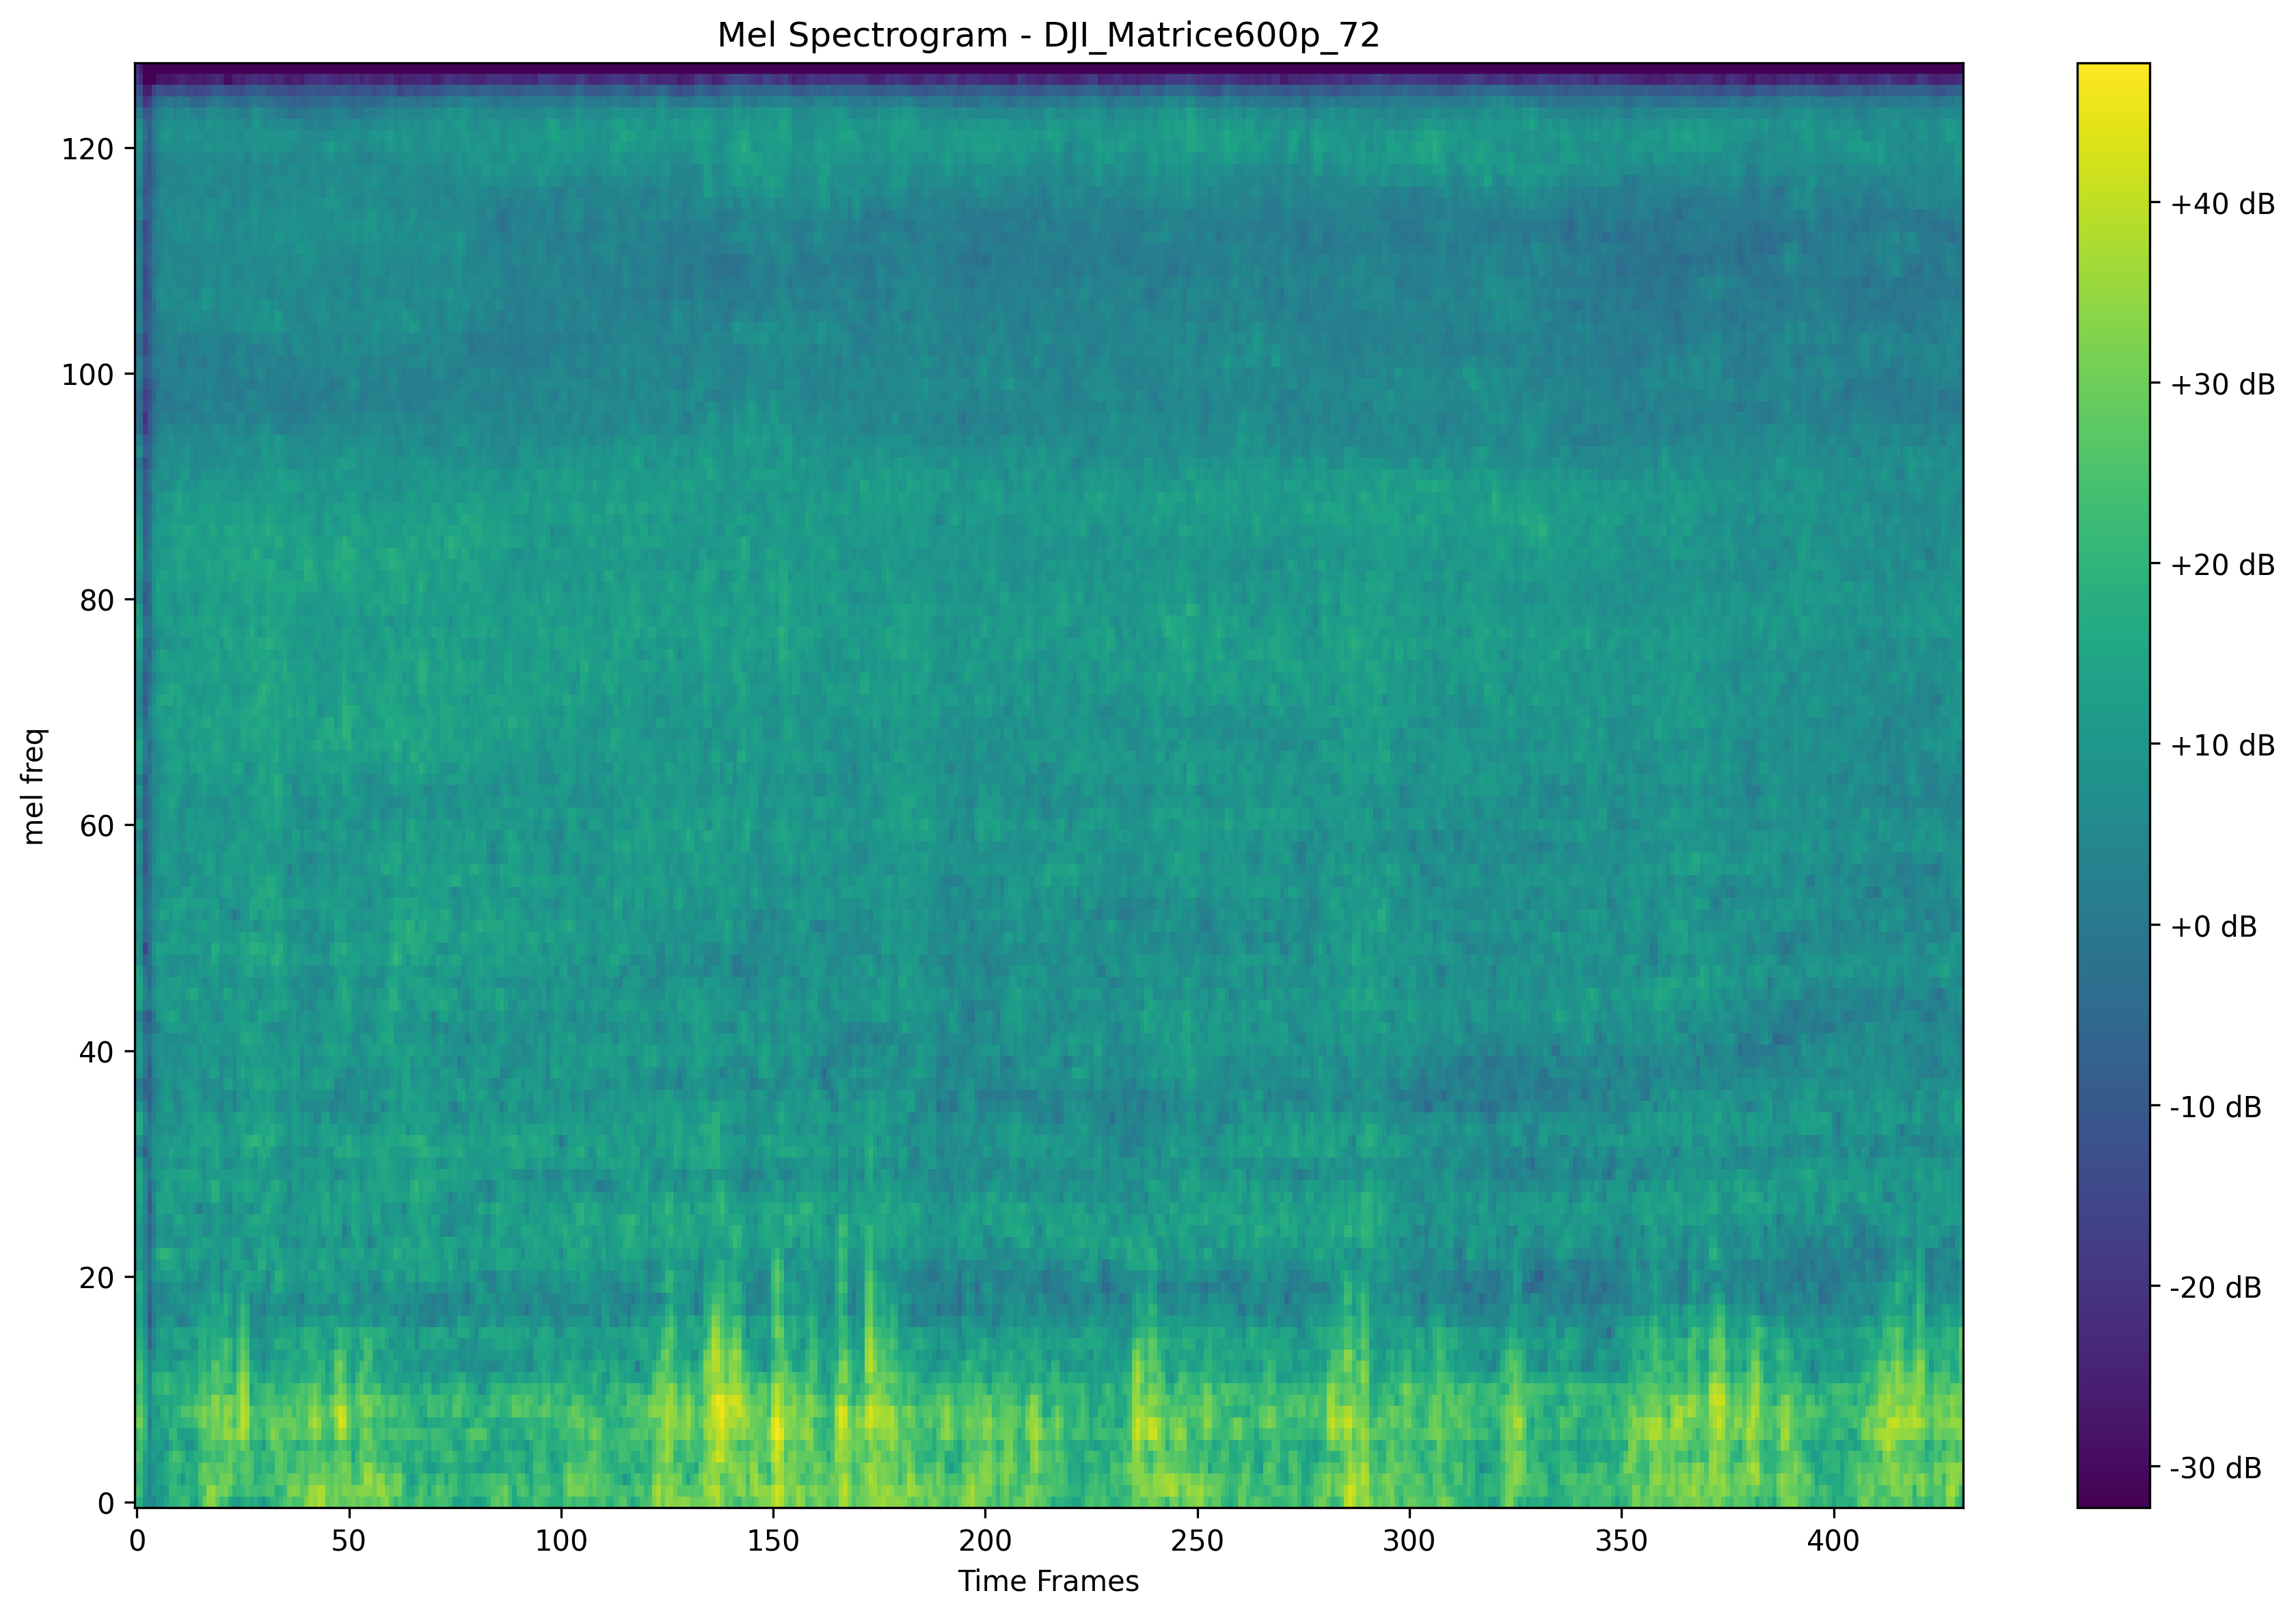 Mel Spectrogram - DJI_Matrice600p_72
120
100
80
60
40
20
0
mel freq
0 50 100 150 200 250 300 350 400
Time Frames
+40 dB
+30 dB
+20 dB
+10 dB
+0 dB
-10 dB
-20 dB
-30 dB